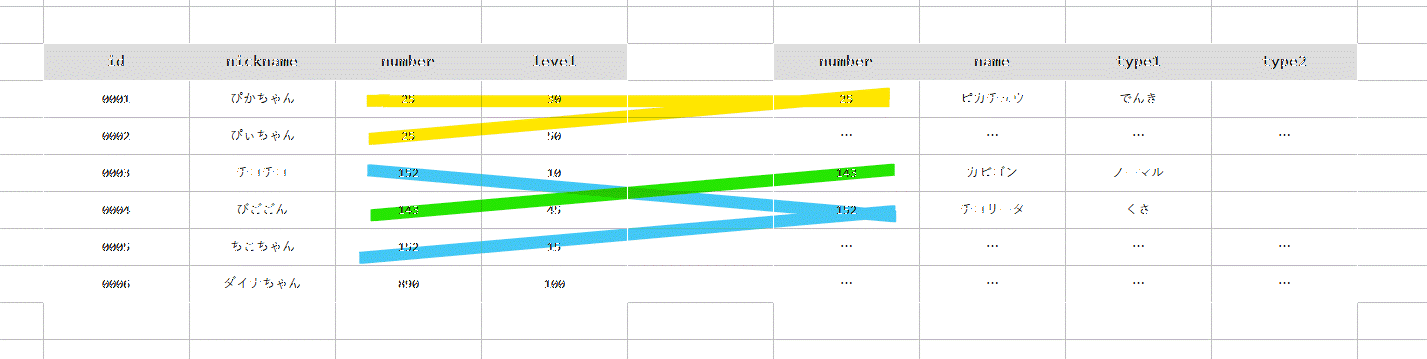 id nickname number level number name type1 type2
0001 ぴかちゃん 25 30 25 ピカチュウ でんき
0002 ぴぃちゃん 25 50 … … … …
0003 チコチコ 152 10 143 カビゴン ノーマル
0004 びごごん 143 45 152 チコリータ くさ
0005 ちこちゃん 152 15 … … … …
0006 ダイナちゃん 890 100 … … … …